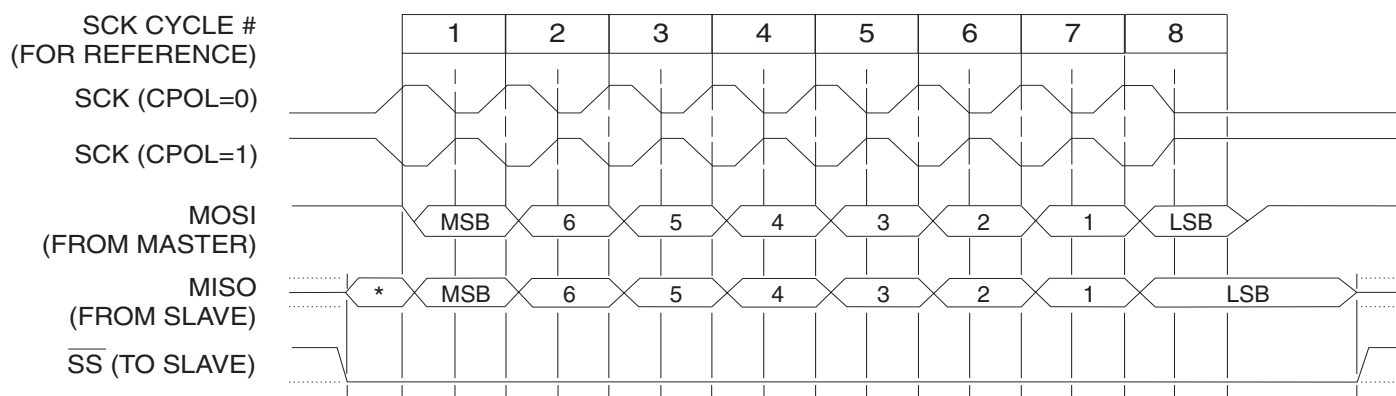 SCK CYCLE # 1 2 3 4 5 6 7 8
(FOR REFERENCE)
SCK (CPOL=0)
SCK (CPOL=1)
MOSI MSB 6 5 4 3 2 1 LSB
(FROM MASTER)
MISO * MSB 6 5 4 3 2 1 LSB
(FROM SLAVE)
SS (TO SLAVE)